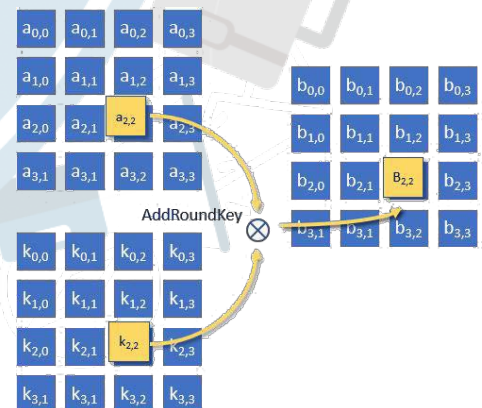 a0,0 a0,1 a0,2 a0,3
a1,0 a1,1 a1,2 a1,3
a2,0 a2,1 a2,2 a2,3
a3,1 a3,1 a3,2 a3,3
AddRoundKey
k0,0 k0,1 k0,2 k0,3
k1,0 k1,1 k1,2 k1,3
k2,0 k2,1 k2,2 k2,3
k3,1 k3,1 k3,2 k3,3
b0,0 b0,1 b0,2 b0,3
b1,0 b1,1 b1,2 b1,3
b2,0 b2,1 B2,2 b2,3
b3,1 b3,1 b3,2 b3,3